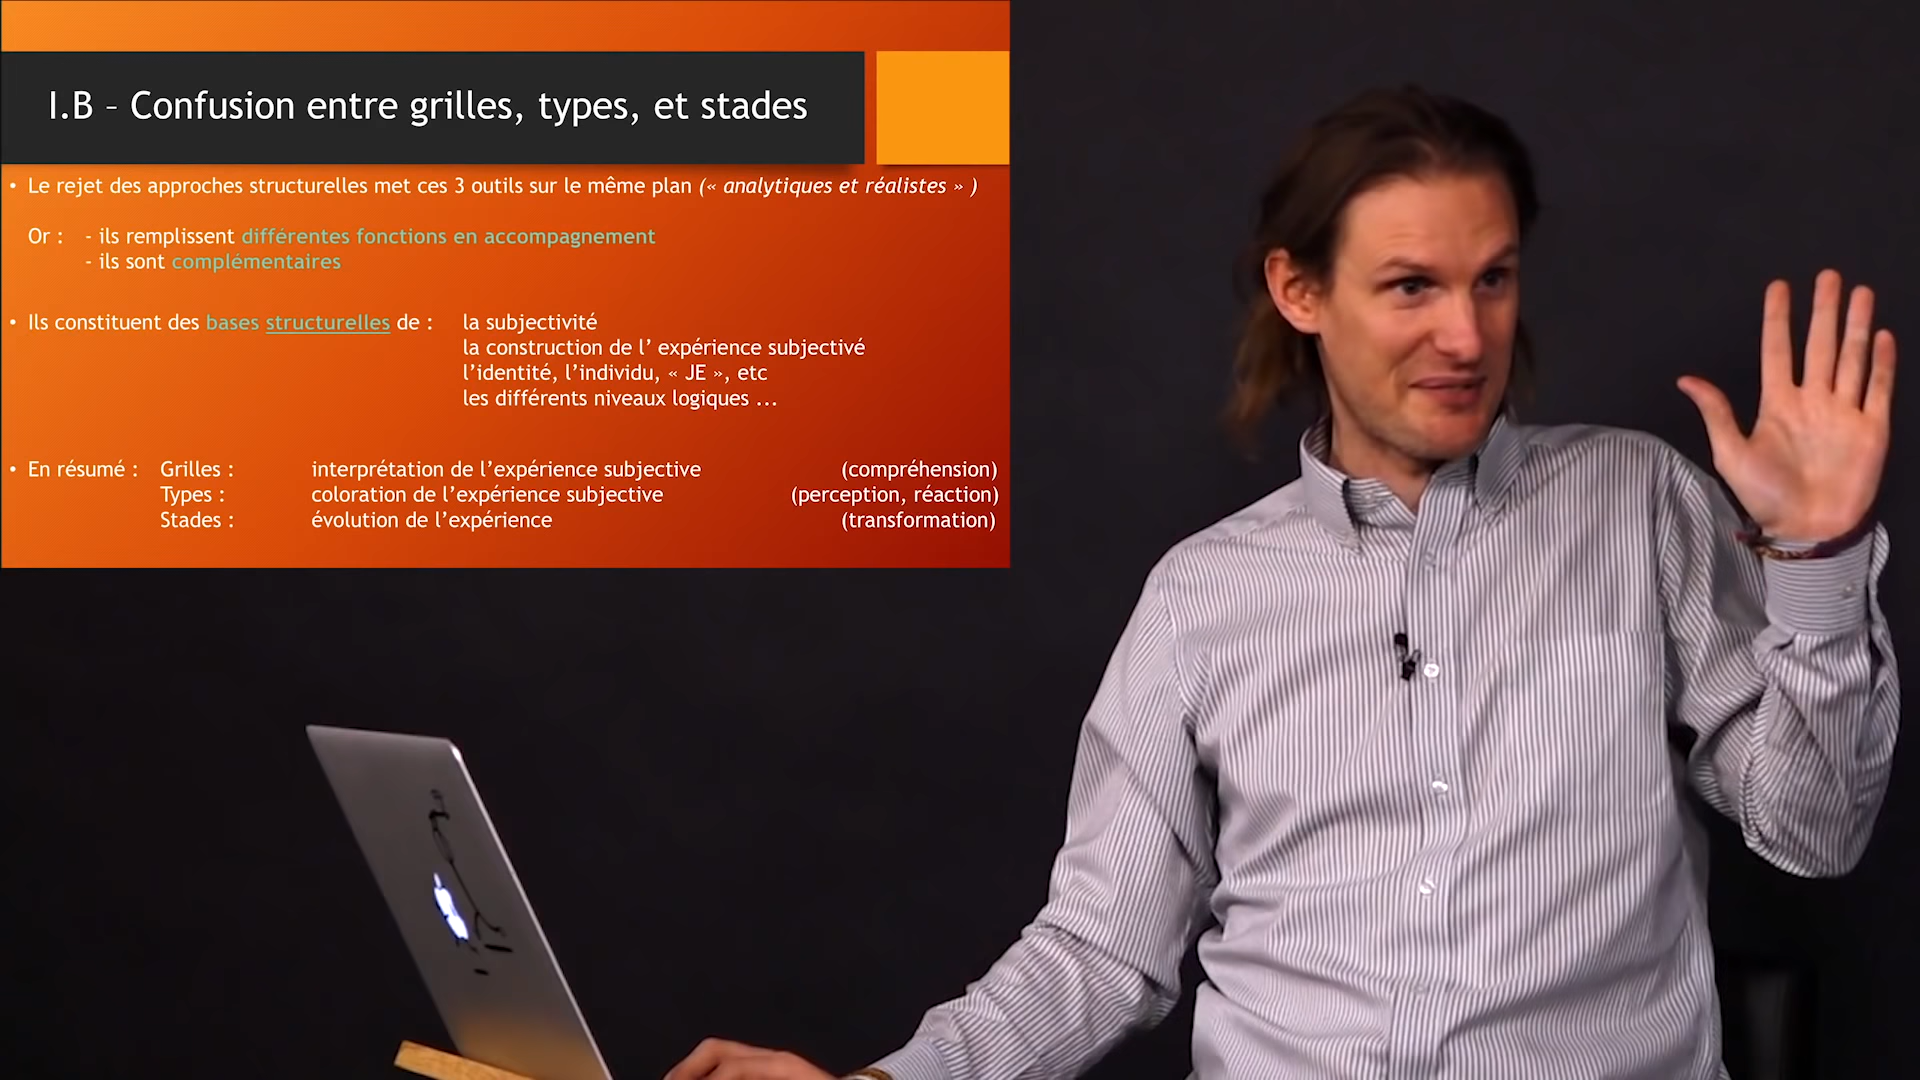 I.B – Confusion entre grilles, types, et stades
• Le rejet des approches structurelles met ces 3 outils sur le même plan (« analytiques et réalistes » )
Or : - ils remplissent différentes fonctions en accompagnement
- ils sont complémentaires
• Ils constituent des bases structurelles de : la subjectivité
la construction de l’ expérience subjectivé
l’identité, l’individu, « JE », etc
les différents niveaux logiques ...
• En résumé : Grilles : interprétation de l’expérience subjective (compréhension)
Types : coloration de l’expérience subjective (perception, réaction)
Stades : évolution de l’expérience (transformation)